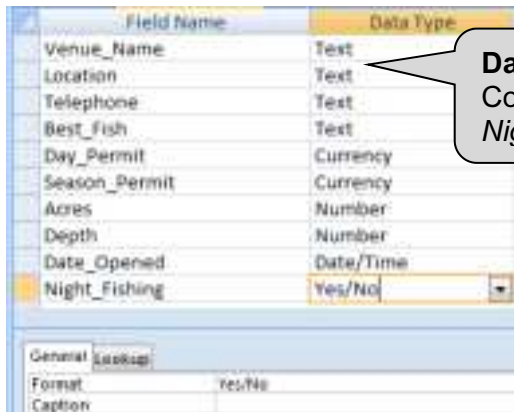 Field Name Data Type
Venue_Name Text
Location Text
Telephone Text
Best_Fish Text
Day_Permit Currency
Season_Permit Currency
Acres Number
Depth Number
Date_Opened Date/Time
Night_Fishing Yes/No
Da
Co
Nig
General Lookup
Format Yes/No
Caption